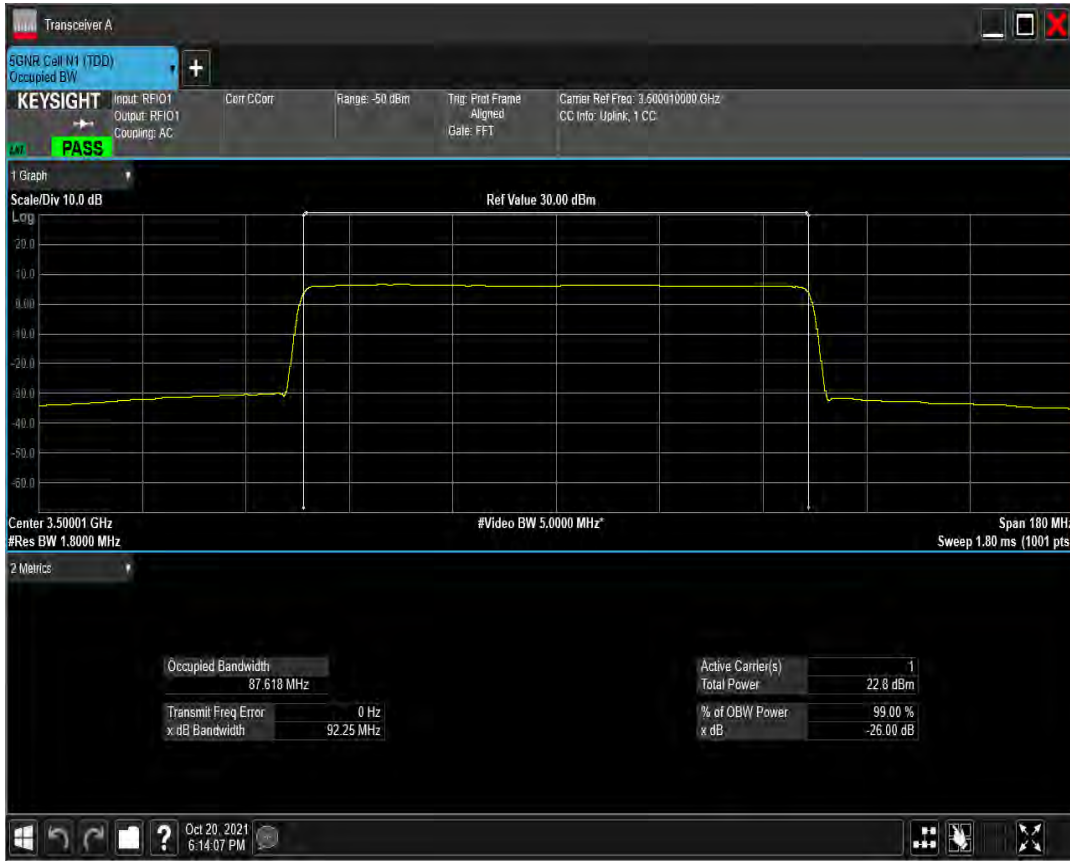 Transceiver A
5GNR Cell N1 (TDD)
Occupied BW
KEYSIGHT
Input: RFIO1
Output: RFIO1
Coupling: AC
Corr CCorr
Range: -50 dBm
Trig: Prot Frame
Aligned
Gate: FFT
Carrier Ref Freq: 3.500010000 GHz
CC Info: Uplink, 1 CC
PASS
1 Graph
Scale/Div 10.0 dB
Ref Value 30.00 dBm
Log
20.0
10.0
0.00
-10.0
-20.0
-30.0
-40.0
-50.0
-60.0
Center 3.50001 GHz
#Video BW 5.0000 MHz*
Span 180 MHz
#Res BW 1.8000 MHz
Sweep 1.80 ms (1001 pts
2 Metrics
Occupied Bandwidth
87.618 MHz
Transmit Freq Error 0 Hz
x dB Bandwidth 92.25 MHz
Active Carrier(s) 1
Total Power 22.8 dBm
% of OBW Power 99.00 %
x dB -26.00 dB
?
Oct 20, 2021
6:14:07 PM